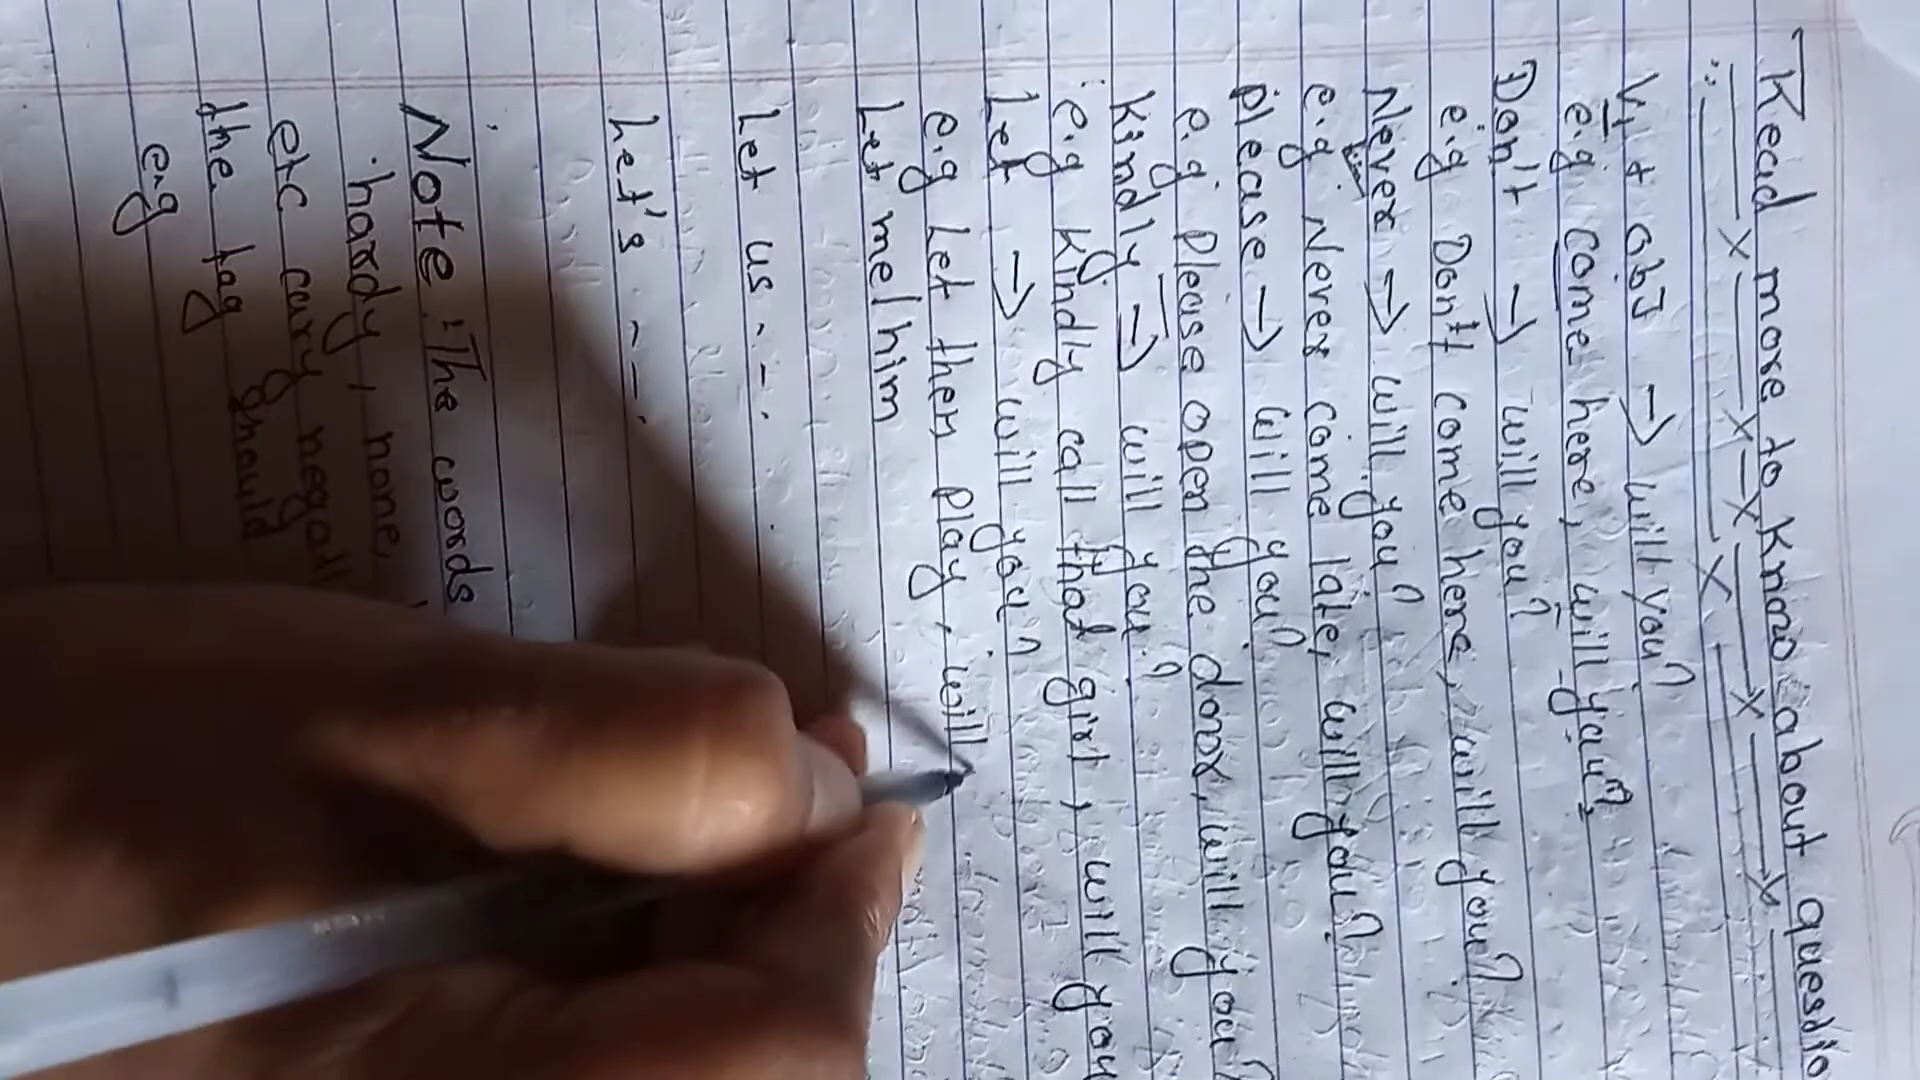 Read more to know about questio
V1 + obJ → will you?
e.g. come here, will you?
Don't → will you?
e.g. Don't come here, will you?
Never → will you?
e.g. Never come late, will you?
please → will you?
e.g. Please open the door, will you?
Kindly ⇒ will you?
e.g Kindly call that girl, will you
Let → will you?
e.g Let them play, will
Let me/him
Let us - - -.
Let's - - -.
Note: The words
hardy, none,
etc cary negati
the tag should
e.g